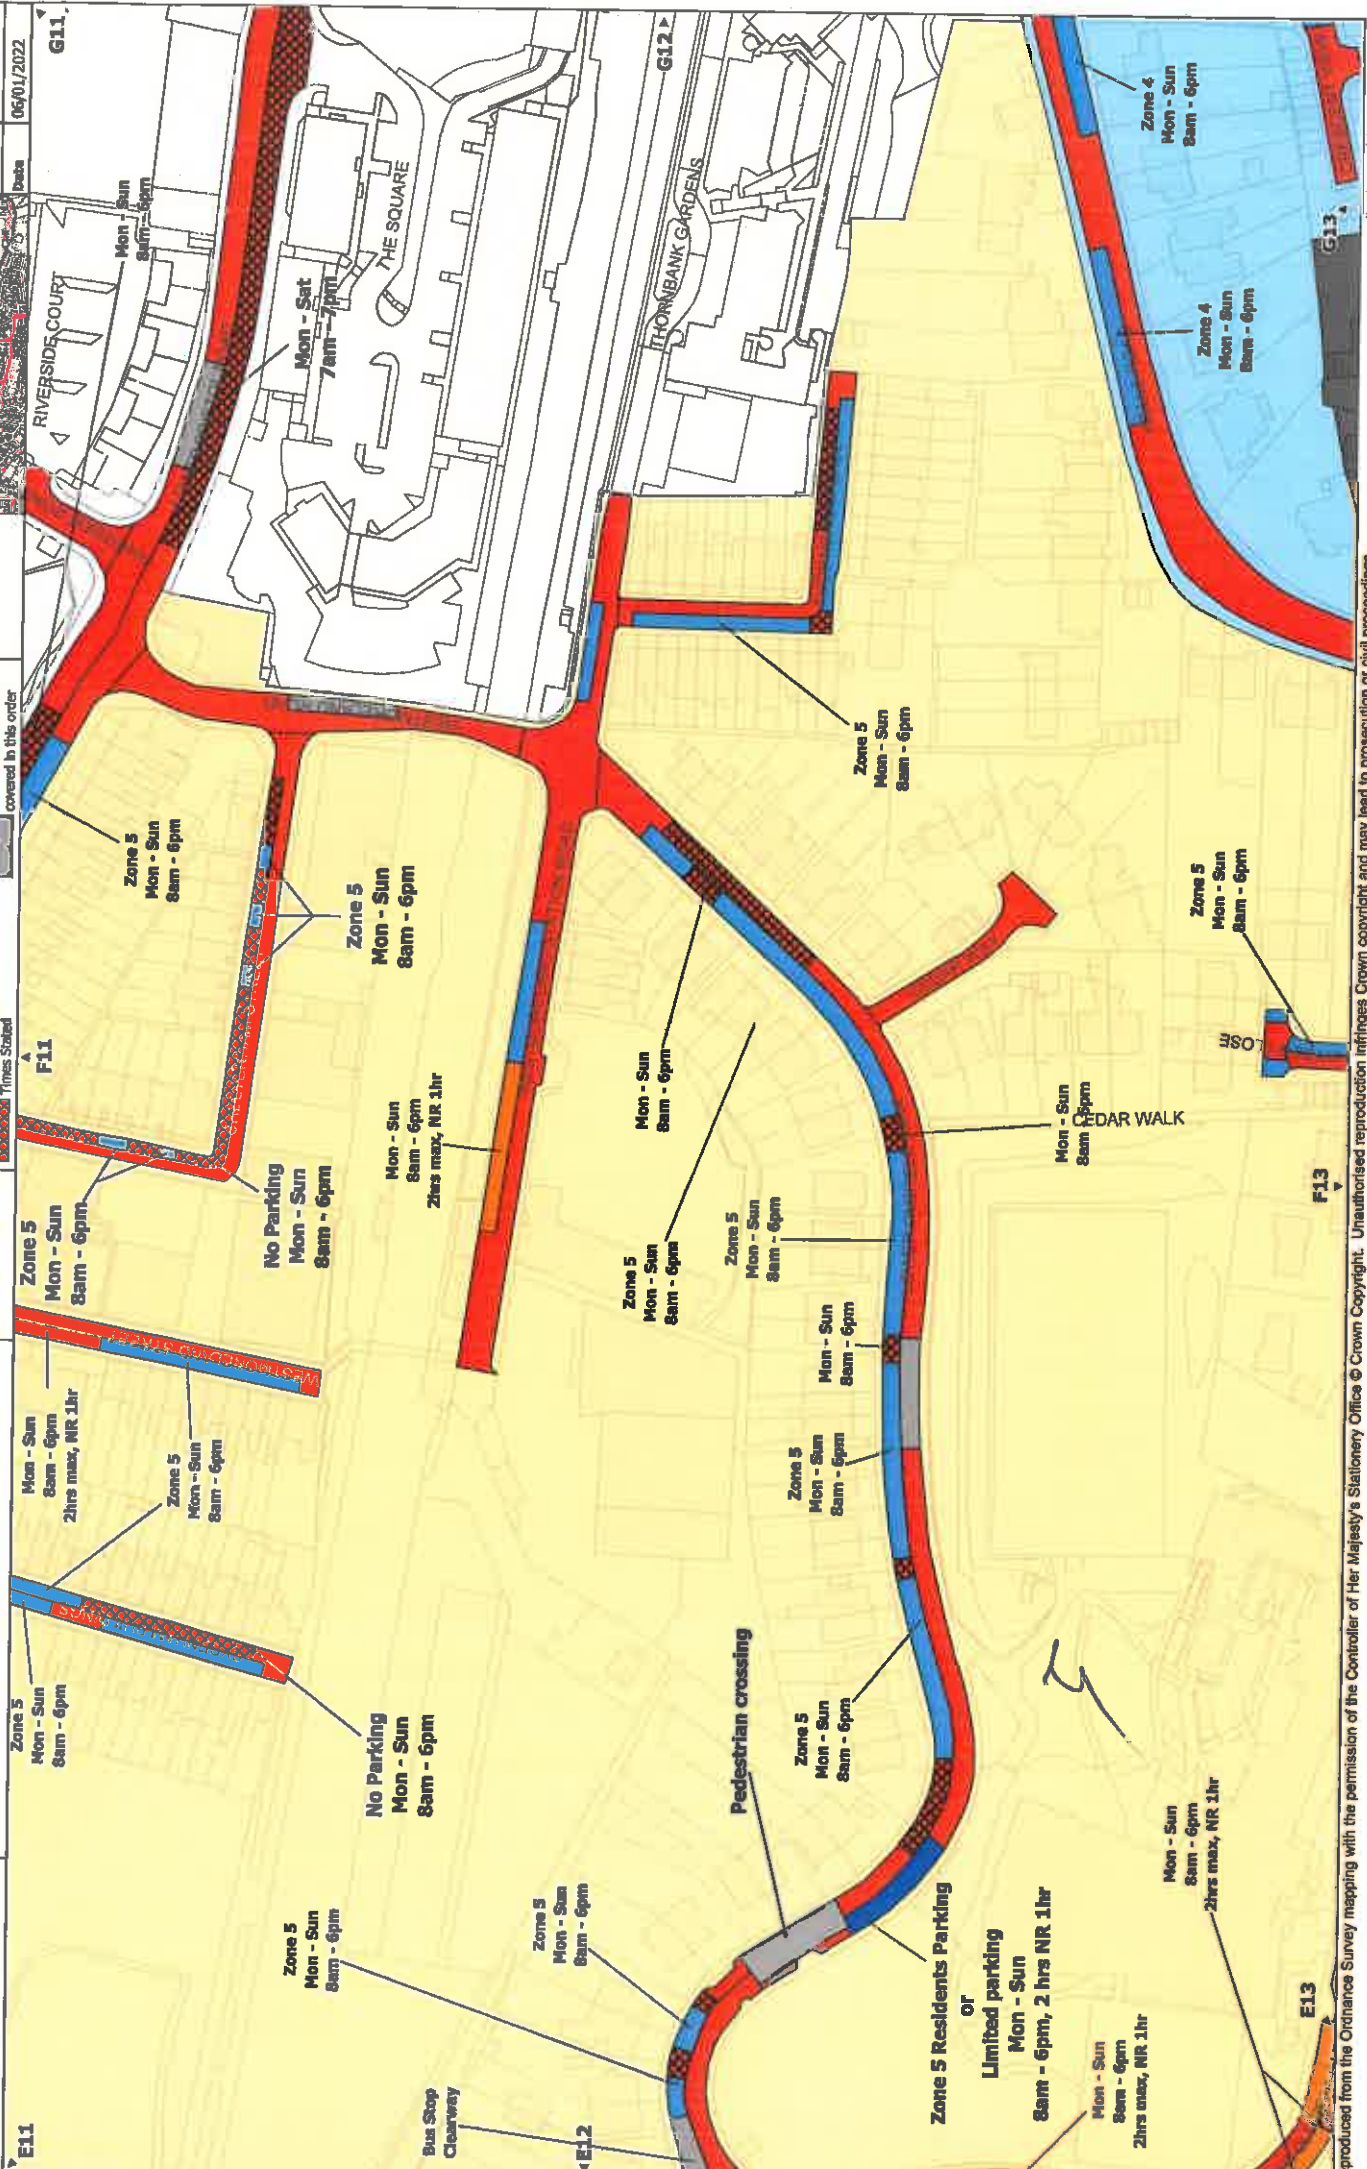 E11
Zone 5
Mon - Sun
8am - 6pm
Mon - Sun
8am - 6pm
2hrs max, NR 1hr
Zone 5
Mon - Sun
8am - 6pm
Zone 5
Mon - Sun
8am - 6pm
F11
Times Stated
covered in this order
Date
06/01/2022
G11
RIVERSIDE COURT
Mon - Sun
8am - 6pm
Mon - Sat
7am - 7pm
THE SQUARE
Zone 5
Mon - Sun
8am - 6pm
Zone 5
Mon - Sun
8am - 6pm
No Parking
Mon - Sun
8am - 6pm
No Parking
Mon - Sun
8am - 6pm
Mon - Sun
8am - 6pm
2hrs max, NR 1hr
Zone 5
Mon - Sun
8am - 6pm
Zone 5
Mon - Sun
8am - 6pm
Bus Stop
Clearway
E12
G12
THORNBANK GARDENS
Mon - Sun
8am - 6pm
Zone 5
Mon - Sun
8am - 6pm
Zone 5
Mon - Sun
8am - 6pm
Zone 5
Mon - Sun
8am - 6pm
Mon - Sun
8am - 6pm
Zone 5
Mon - Sun
8am - 6pm
Zone 5
Mon - Sun
8am - 6pm
Pedestrian crossing
Zone 5 Residents Parking
or
Limited parking
Mon - Sun
8am - 6pm, 2 hrs NR 1hr
Mon - Sun
8am - 6pm
CEDAR WALK
Mon - Sun
8am - 6pm
2hrs max, NR 1hr
Mon - Sun
8am - 6pm
2hrs max, NR 1hr
Zone 5
Mon - Sun
8am - 6pm
LOSE
Zone 4
Mon - Sun
8am - 6pm
Zone 4
Mon - Sun
8am - 6pm
E13
F13
G13
produced from the Ordnance Survey mapping with the permission of the Controller of Her Majesty's Stationery Office © Crown Copyright. Unauthorised reproduction infringes Crown copyright and may lead to prosecution or civil proceedings